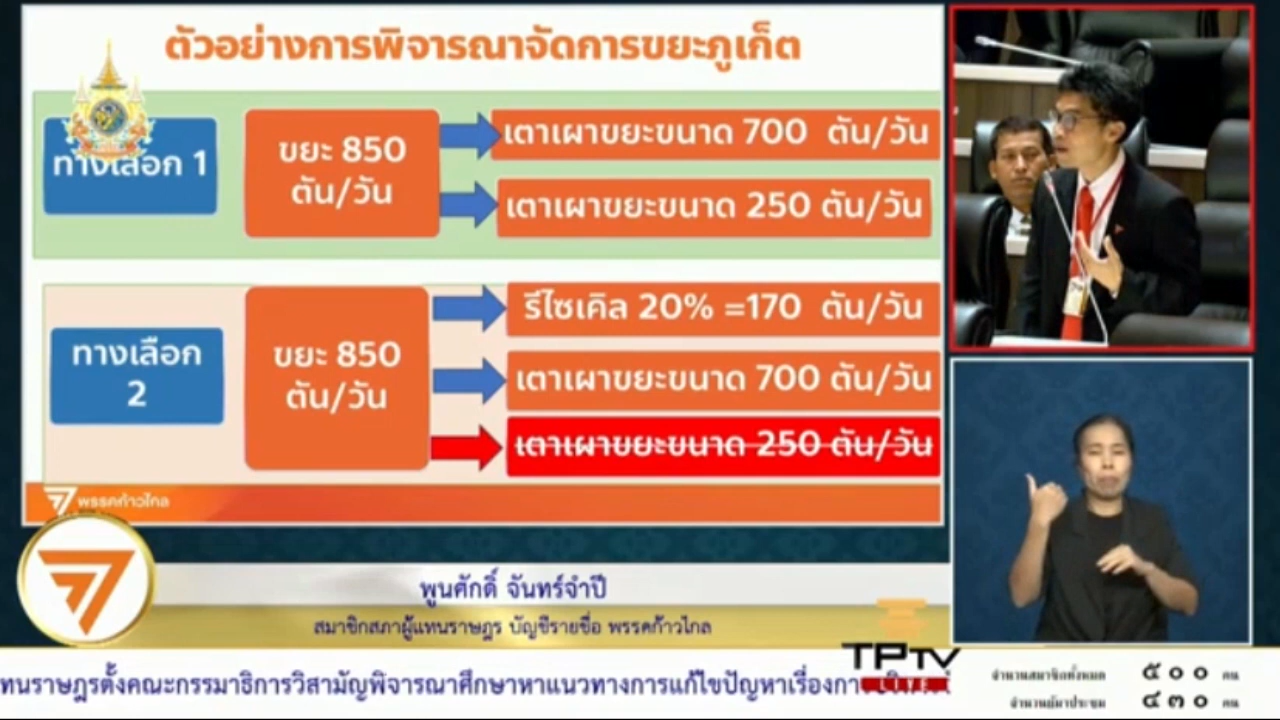 ตัวอย่างการพิจารณาจัดการขยะภูเก็ต
ทางเลือก 1
ขยะ 850
ตัน/วัน
เตาเผาขยะขนาด 700 ตัน/วัน
เตาเผาขยะขนาด 250 ตัน/วัน
ทางเลือก
2
ขยะ 850
ตัน/วัน
รีไซเคิล 20% =170 ตัน/วัน
เตาเผาขยะขนาด 700 ตัน/วัน
เตาเผาขยะขนาด 250 ตัน/วัน
พรรคก้าวไกล
พูนศักดิ์ จันทร์จำปี
สมาชิกสภาผู้แทนราษฎร บัญชีรายชื่อ พรรคก้าวไกล
TPTV
LIVE
ทนราษฎรตั้งคณะกรรมาธิการวิสามัญพิจารณาศึกษาหาแนวทางการแก้ไขปัญหาเรื่อง
จำนวนสมาชิกทั้งหมด ๕๐๐ คน
จำนวนผู้มาประชุม ๔๓๐ คน